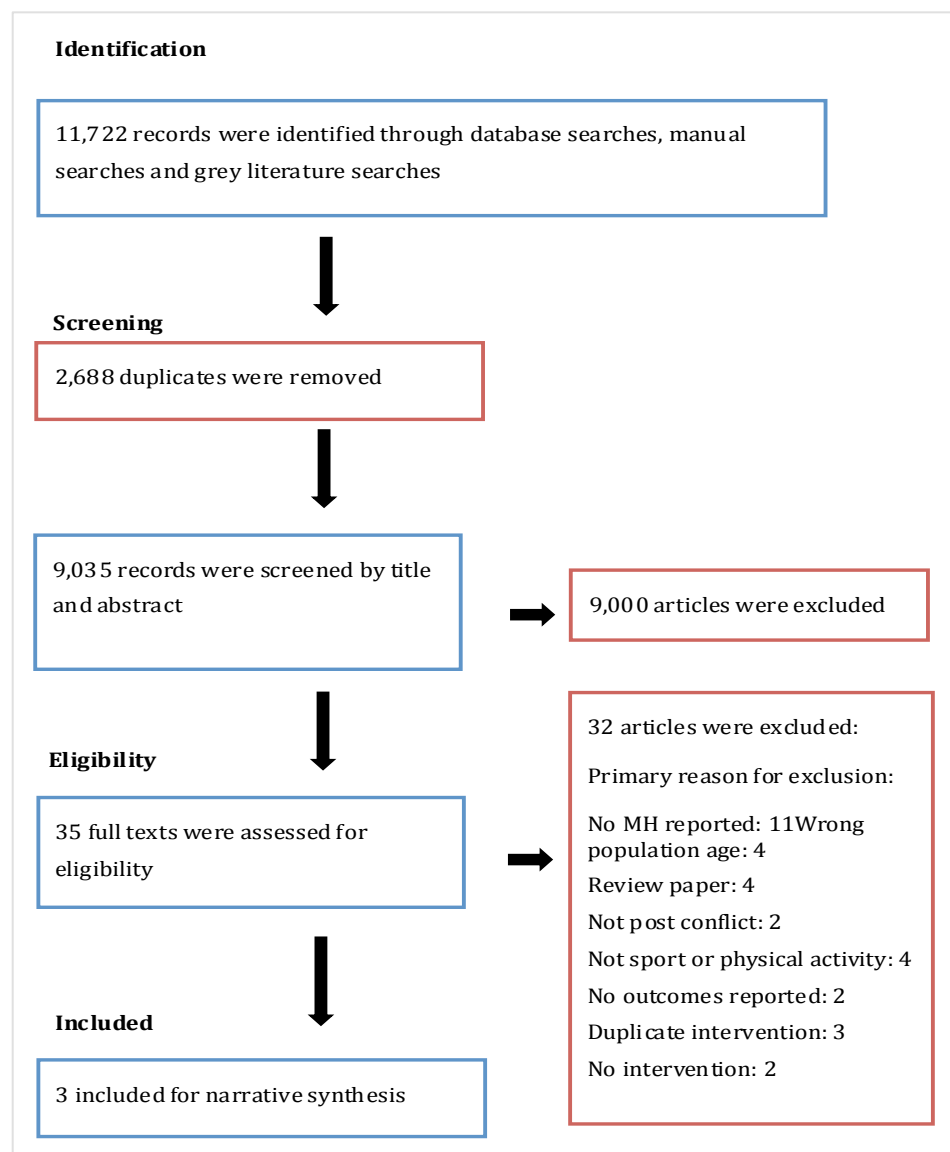 Identification
11,722 records were identified through database searches, manual
searches and grey literature searches
Screening
2,688 duplicates were removed
9,035 records were screened by title
and abstract
9,000 articles were excluded
Eligibility
35 full texts were assessed for
eligibility
32 articles were excluded:
Primary reason for exclusion:
No MH reported: 11Wrong
population age: 4
Review paper: 4
Not post conflict: 2
Not sport or physical activity: 4
No outcomes reported: 2
Duplicate intervention: 3
No intervention: 2
Included
3 included for narrative synthesis